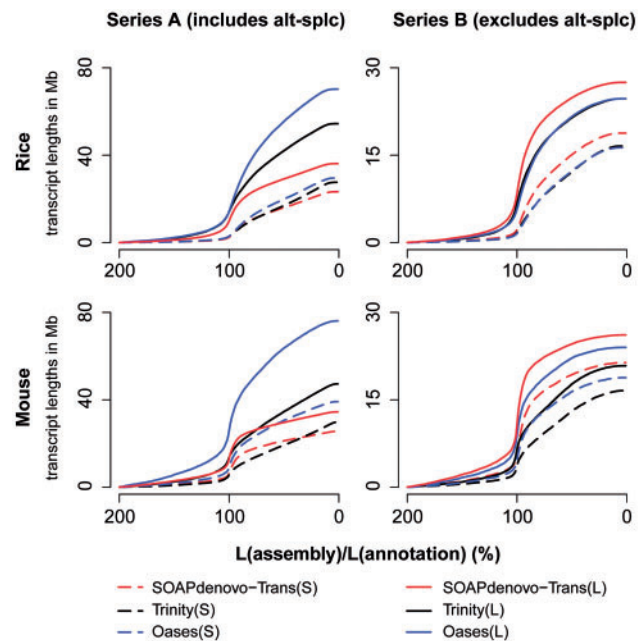 Series A (includes alt-splc)
Series B (excludes alt-splc)
Rice
transcript lengths in Mb
80
40
0
200
100
0
30
15
0
200
100
0
Mouse
transcript lengths in Mb
80
40
0
200
100
0
30
15
0
200
100
0
L(assembly)/L(annotation) (%)
SOAPdenovo-Trans(S)
SOAPdenovo-Trans(L)
Trinity(S)
Trinity(L)
Oases(S)
Oases(L)